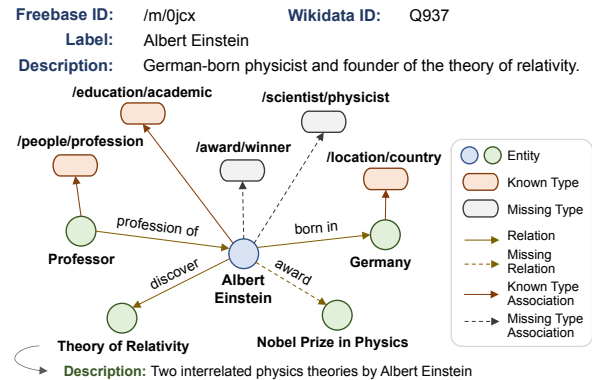 Freebase ID: /m/0jcx Wikidata ID: Q937
Label: Albert Einstein
Description: German-born physicist and founder of the theory of relativity.
/education/academic
/scientist/physicist
/people/profession
/award/winner
/location/country
Entity
Known Type
Missing Type
Relation
Missing
Relation
Known Type
Association
Missing Type
Association
profession of
born in
Professor
Albert
Einstein
Germany
discover
award
Theory of Relativity
Nobel Prize in Physics
Description: Two interrelated physics theories by Albert Einstein